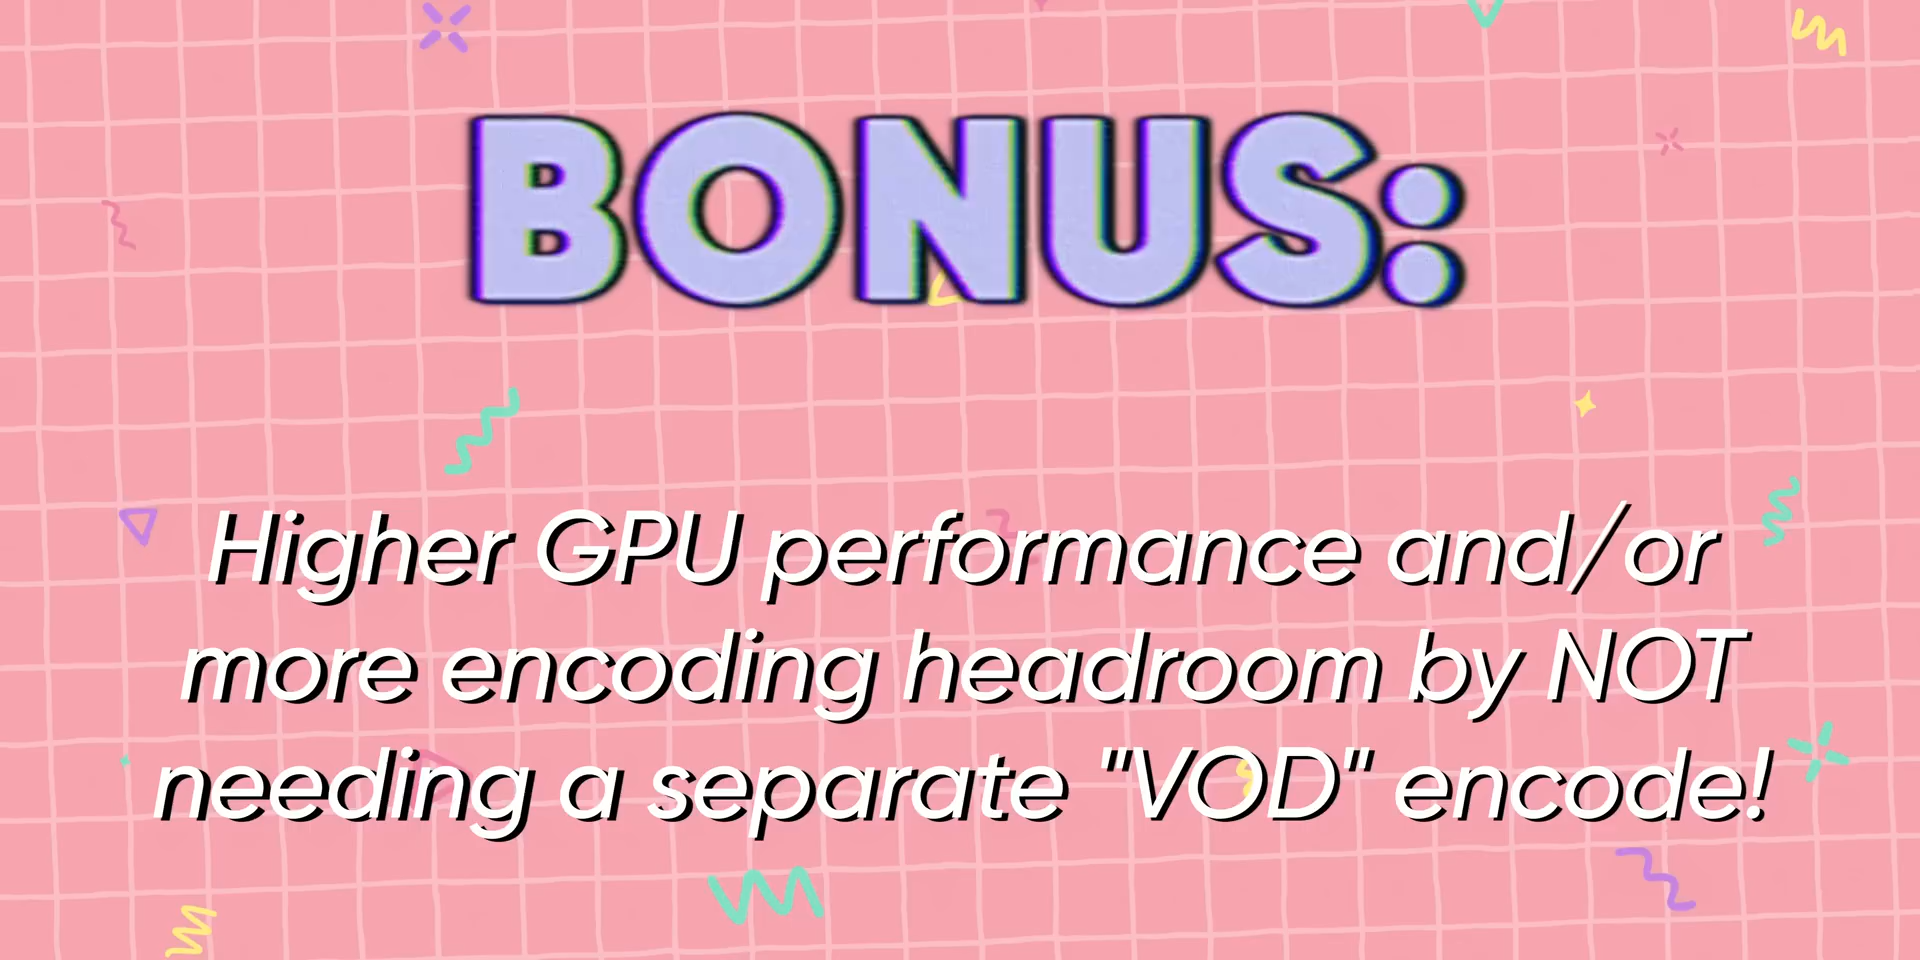 BONUS:
Higher GPU performance and/or
more encoding headroom by NOT
needing a separate "VOD" encode!